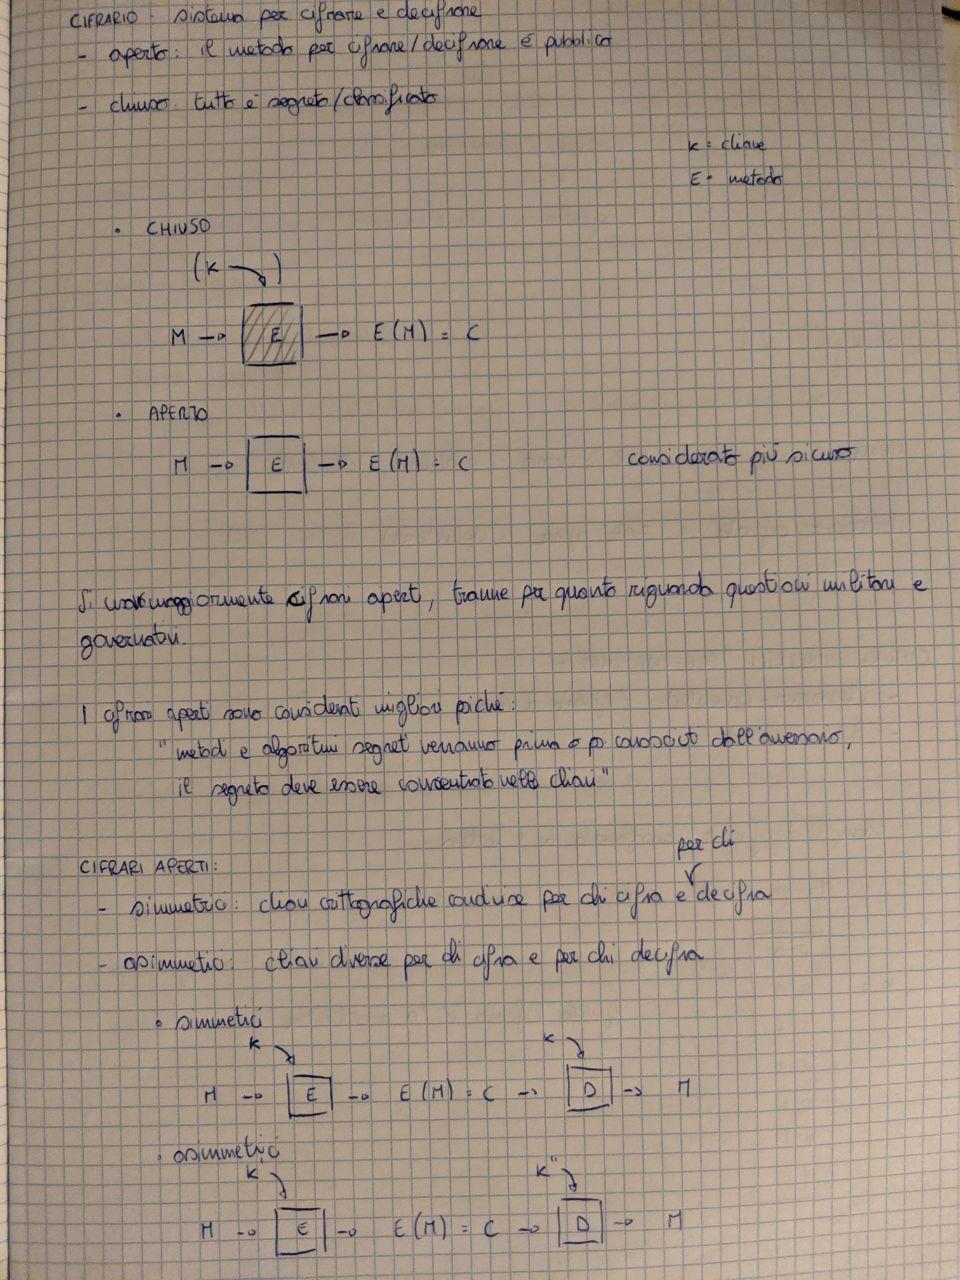 CIFRARIO: sistema per cifrare e decifrare
- aperto: il metodo per cifrare/decifrare è pubblico
- chiuso: tutto è segreto/classificato
K = chiave
E = metodo
• CHIUSO
(K )
M → E → E(M) = C
• APERTO
M → E → E(M) = C considerato più sicuro
Si usano maggiormente cifrari aperti, tranne per quanto riguarda questioni militari e
governativi.
I cifrari aperti sono considerati migliori poiché:
"metodi e algoritmi segreti verranno prima o poi conosciuti dall'avversario,
il segreto deve essere concentrato nelle chiavi"
per chi
CIFRARI APERTI:
- simmetrici: chiavi crittografiche condivise per chi cifra e decifra
- asimmetrici: chiavi diverse per chi cifra e per chi decifra
• simmetrici
K K
M → E → E(M) = C → D → M
• asimmetrici
K' K"
M → E → E(M) = C → D → M